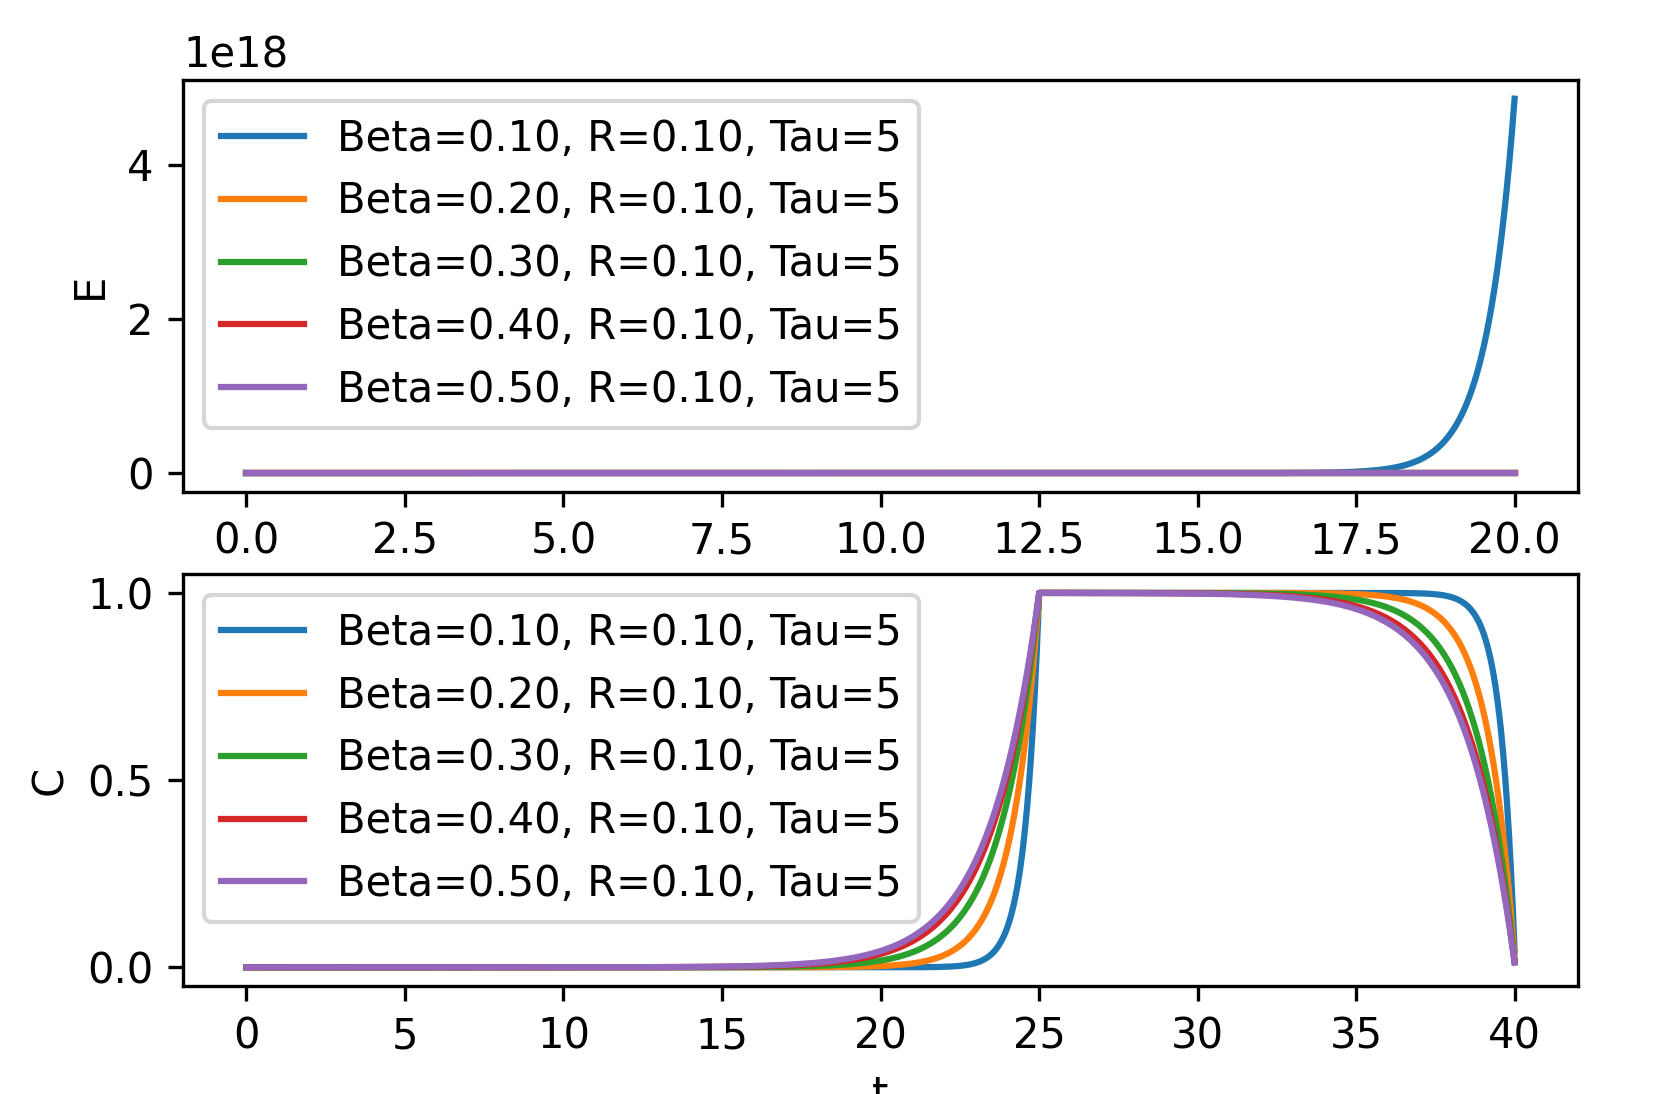 1e18
E
4
2
0
Beta=0.10, R=0.10, Tau=5
Beta=0.20, R=0.10, Tau=5
Beta=0.30, R=0.10, Tau=5
Beta=0.40, R=0.10, Tau=5
Beta=0.50, R=0.10, Tau=5
0.0 2.5 5.0 7.5 10.0 12.5 15.0 17.5 20.0
C
1.0
0.5
0.0
Beta=0.10, R=0.10, Tau=5
Beta=0.20, R=0.10, Tau=5
Beta=0.30, R=0.10, Tau=5
Beta=0.40, R=0.10, Tau=5
Beta=0.50, R=0.10, Tau=5
0 5 10 15 20 25 30 35 40
t